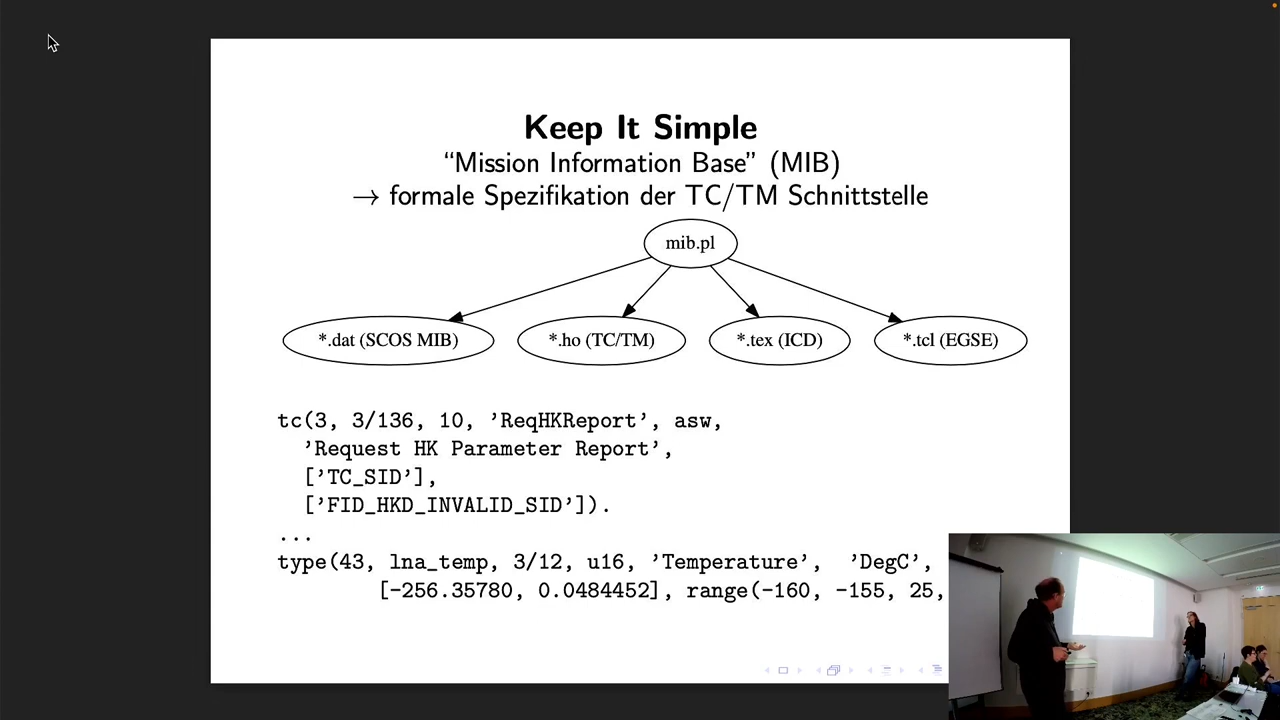 Keep It Simple
“Mission Information Base” (MIB)
→ formale Spezifikation der TC/TM Schnittstelle
mib.pl
*.dat (SCOS MIB) *.ho (TC/TM) *.tex (ICD) *.tcl (EGSE)
tc(3, 3/136, 10, ’ReqHKReport’, asw,
’Request HK Parameter Report’,
[’TC_SID’],
[’FID_HKD_INVALID_SID’]).
...
type(43, lna_temp, 3/12, u16, ’Temperature’, ’DegC’,
[-256.35780, 0.0484452], range(-160, -155, 25,